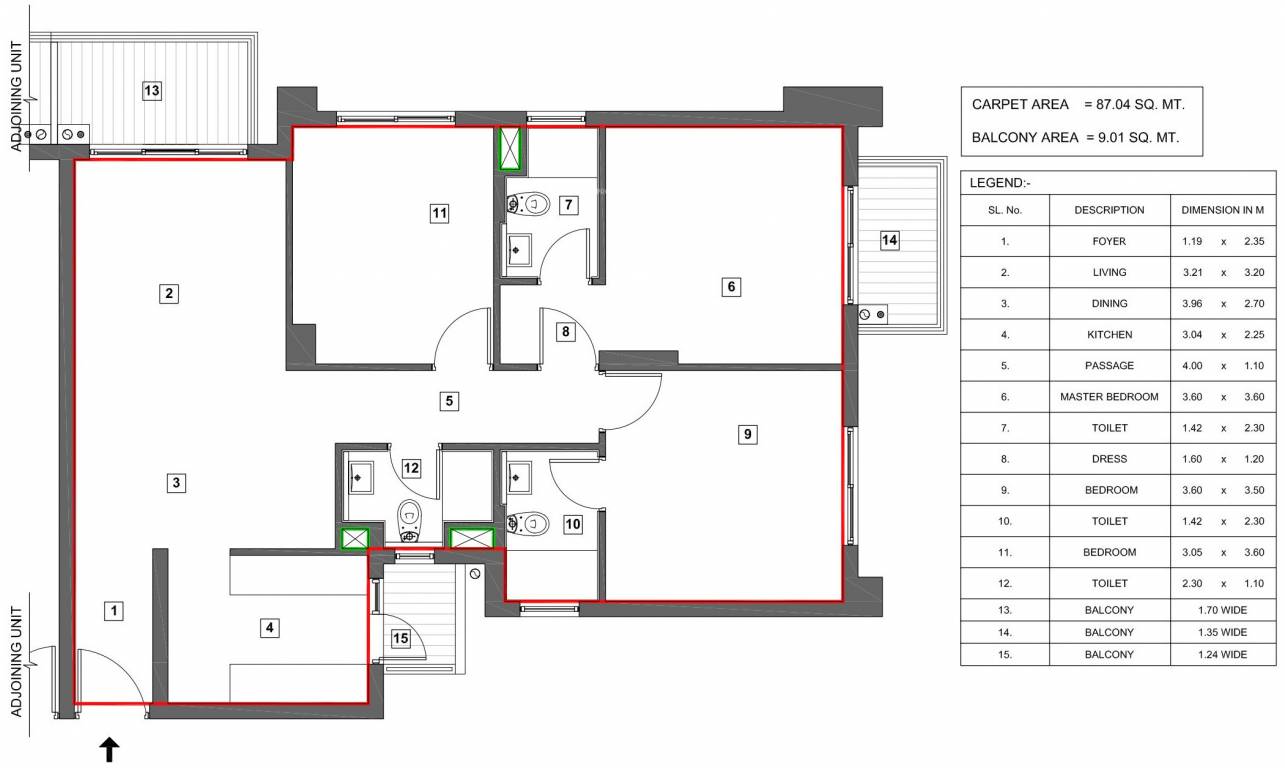 ADJOINING UNIT
13
11
7
14
2
6
8
5
9
12
3
10
1
4
15
ADJOINING UNIT
CARPET AREA = 87.04 SQ. MT.
BALCONY AREA = 9.01 SQ. MT.
LEGEND:-
SL. No. DESCRIPTION DIMENSION IN M
1. FOYER 1.19 x 2.35
2. LIVING 3.21 x 3.20
3. DINING 3.96 x 2.70
4. KITCHEN 3.04 x 2.25
5. PASSAGE 4.00 x 1.10
6. MASTER BEDROOM 3.60 x 3.60
7. TOILET 1.42 x 2.30
8. DRESS 1.60 x 1.20
9. BEDROOM 3.60 x 3.50
10. TOILET 1.42 x 2.30
11. BEDROOM 3.05 x 3.60
12. TOILET 2.30 x 1.10
13. BALCONY 1.70 WIDE
14. BALCONY 1.35 WIDE
15. BALCONY 1.24 WIDE